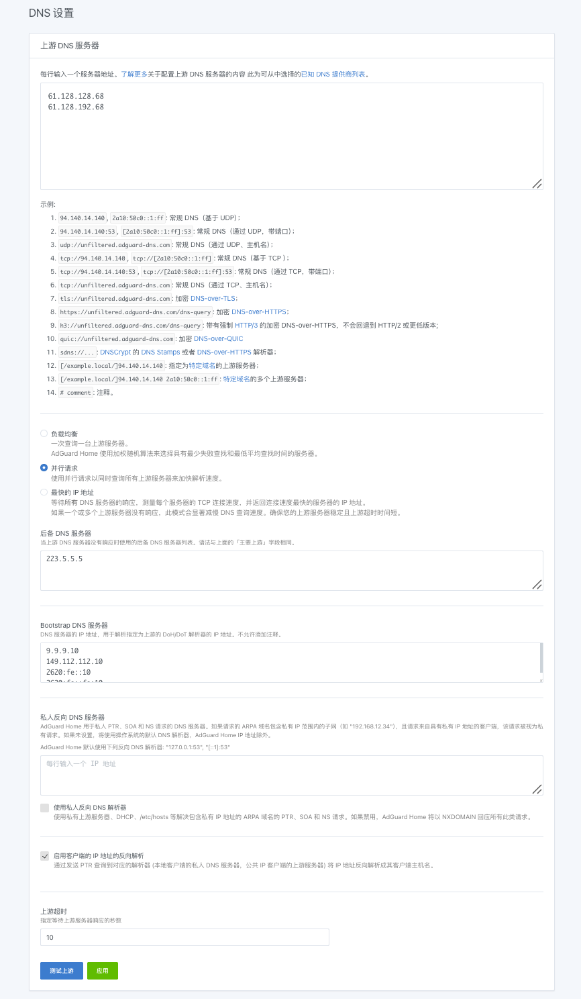 DNS 设置
上游 DNS 服务器
每行输入一个服务器地址。了解更多关于配置上游 DNS 服务器的内容 此为可从中选择的已知 DNS 提供商列表。
61.128.128.68
61.128.192.68
示例:
1. 94.140.14.140, 2a10:50c0::1:ff: 常规 DNS（基于 UDP）;
2. 94.140.14.140:53, [2a10:50c0::1:ff]:53: 常规 DNS（通过 UDP，带端口）;
3. udp://unfiltered.adguard-dns.com: 常规 DNS（通过 UDP、主机名）;
4. tcp://94.140.14.140, tcp://[2a10:50c0::1:ff]: 常规 DNS（基于 TCP ）;
5. tcp://94.140.14.140:53, tcp://[2a10:50c0::1:ff]:53: 常规 DNS（通过 TCP，带端口）;
6. tcp://unfiltered.adguard-dns.com: 常规 DNS（通过 TCP、主机名）;
7. tls://unfiltered.adguard-dns.com: 加密 DNS-over-TLS;
8. https://unfiltered.adguard-dns.com/dns-query: 加密 DNS-over-HTTPS;
9. h3://unfiltered.adguard-dns.com/dns-query: 带有强制 HTTP/3 的加密 DNS-over-HTTPS，不会回退到 HTTP/2 或更低版本;
10. quic://unfiltered.adguard-dns.com: 加密 DNS-over-QUIC
11. sdns://...: DNSCrypt 的 DNS Stamps 或者 DNS-over-HTTPS 解析器;
12. [/example.local/]94.140.14.140: 指定为特定域名的上游服务器;
13. [/example.local/]94.140.14.140 2a10:50c0::1:ff: 特定域名的多个上游服务器;
14. # comment: 注释。
负载均衡
一次查询一台上游服务器。
AdGuard Home 使用加权随机算法来选择具有最少失败查找和最低平均查找时间的服务器。
并行请求
使用并行请求以同时查询所有上游服务器来加快解析速度。
最快的 IP 地址
等待所有 DNS 服务器的响应，测量每个服务器的 TCP 连接速度，并返回连接速度最快的服务器的 IP 地址。
如果一个或多个上游服务器没有响应，此模式会显著减慢 DNS 查询速度。确保您的上游服务器稳定且上游超时时间短。
后备 DNS 服务器
当上游 DNS 服务器没有响应时使用的后备 DNS 服务器列表。语法与上面的「主要上游」字段相同。
223.5.5.5
Bootstrap DNS 服务器
DNS 服务器的 IP 地址，用于解析指定为上游的 DoH/DoT 解析器的 IP 地址。不允许添加注释。
9.9.9.10
149.112.112.10
2620:fe::10
2620:fe::fe:10
私人反向 DNS 服务器
AdGuard Home 用于私人 PTR、SOA 和 NS 请求的 DNS 服务器。如果请求的 ARPA 域名包含私有 IP 范围内的子网（如 "192.168.12.34"），且请求来自具有私有 IP 地址的客户端，该请求被视为私
有请求。如果未设置，将使用操作系统的默认 DNS 解析器，AdGuard Home IP 地址除外。
AdGuard Home 默认使用下列反向 DNS 解析器: "127.0.0.1:53", "[::1]:53"
每行输入一个 IP 地址
使用私人反向 DNS 解析器
使用私有上游服务器、DHCP、/etc/hosts 等解决包含私有 IP 地址的 ARPA 域名的 PTR、SOA 和 NS 请求。如果禁用，AdGuard Home 将以 NXDOMAIN 回应所有此类请求。
启用客户端的 IP 地址的反向解析
通过发送 PTR 查询到对应的解析器 (本地客户端的私人 DNS 服务器，公共 IP 客户端的上游服务器) 将 IP 地址反向解析成其客户端主机名。
上游超时
指定等待上游服务器响应的秒数
10
测试上游 应用